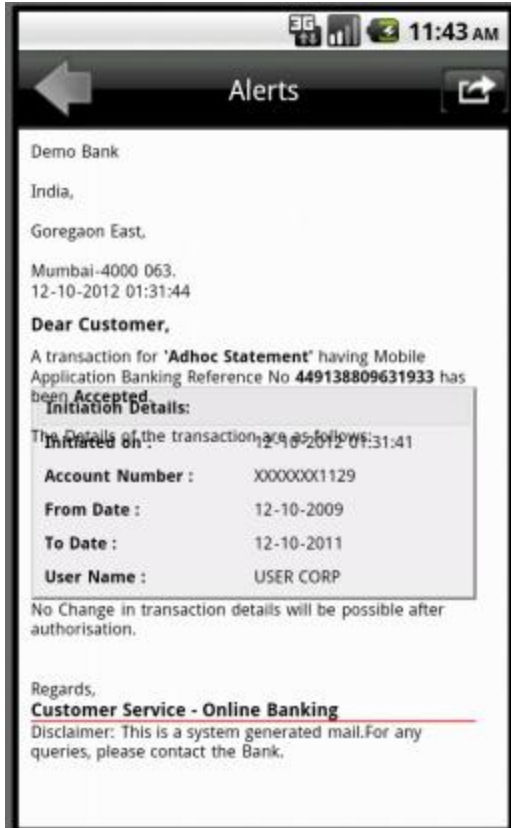 3G 11:43 AM
Alerts
Demo Bank
India,
Goregaon East,
Mumbai-4000 063.
12-10-2012 01:31:44
Dear Customer,
A transaction for 'Adhoc Statement' having Mobile
Application Banking Reference No 449138809631933 has
been Accepted.
Initiation Details:
The Details of the transaction are as follows:
Initiated on : 12-10-2012 01:31:41
Account Number : XXXXXXX1129
From Date : 12-10-2009
To Date : 12-10-2011
User Name : USER CORP
No Change in transaction details will be possible after
authorisation.
Regards,
Customer Service - Online Banking
Disclaimer: This is a system generated mail.For any
queries, please contact the Bank.